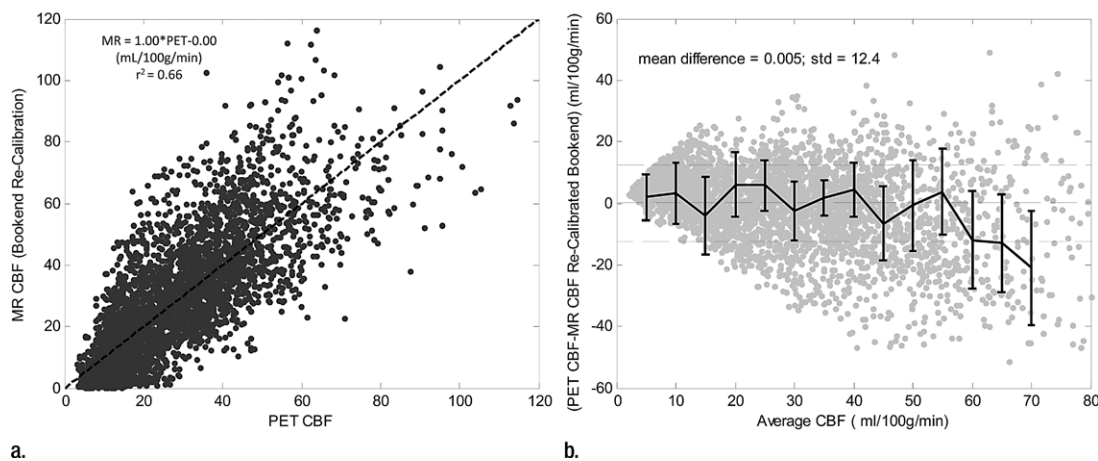 MR = 1.00*PET-0.00
(mL/100g/min)
r² = 0.66
MR CBF (Bookend Re-Calibration)
120
100
80
60
40
20
0
0 20 40 60 80 100 120
PET CBF
a.
mean difference = 0.005; std = 12.4
(PET CBF-MR CBF Re-Calibrated Bookend) (ml/100g/min)
60
40
20
0
-20
-40
-60
0 10 20 30 40 50 60 70 80
Average CBF ( ml/100g/min)
b.